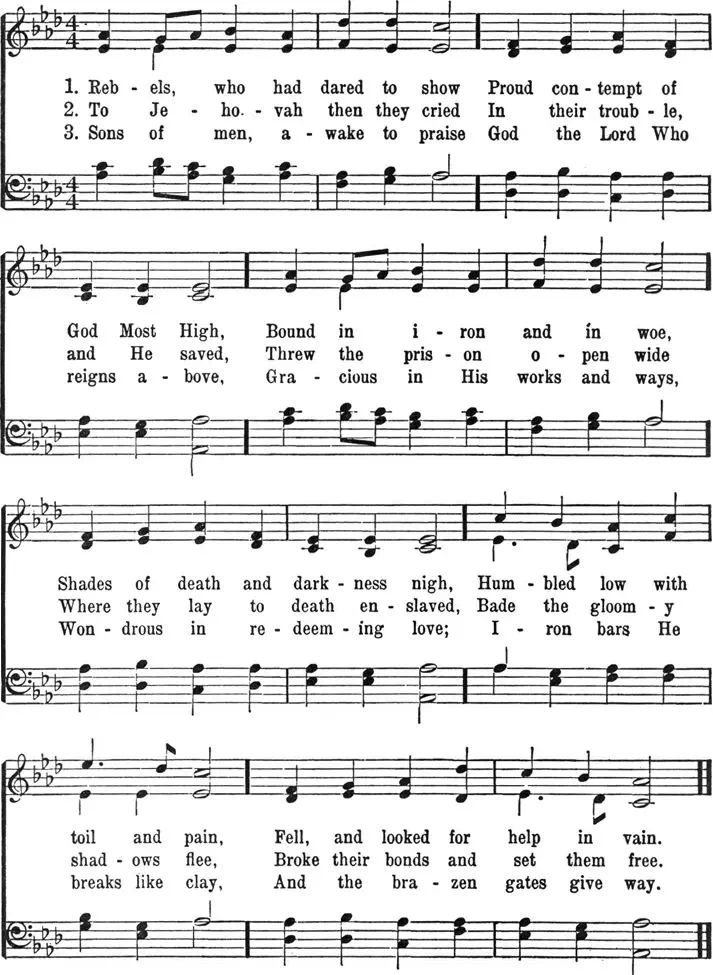 4 4
1. Reb - els, who had dared to show Proud con - tempt of
2. To Je - ho - vah then they cried In their troub - le,
3. Sons of men, a - wake to praise God the Lord Who
4 4
God Most High, Bound in i - ron and in woe,
and He saved, Threw the pris - on o - pen wide
reigns a - bove, Gra - cious in His works and ways,
Shades of death and dark - ness nigh, Hum - bled low with
Where they lay to death en - slaved, Bade the gloom - y
Won - drous in re - deem - ing love; I - ron bars He
toil and pain, Fell, and looked for help in vain.
shad - ows flee, Broke their bonds and set them free.
breaks like clay, And the bra - zen gates give way.